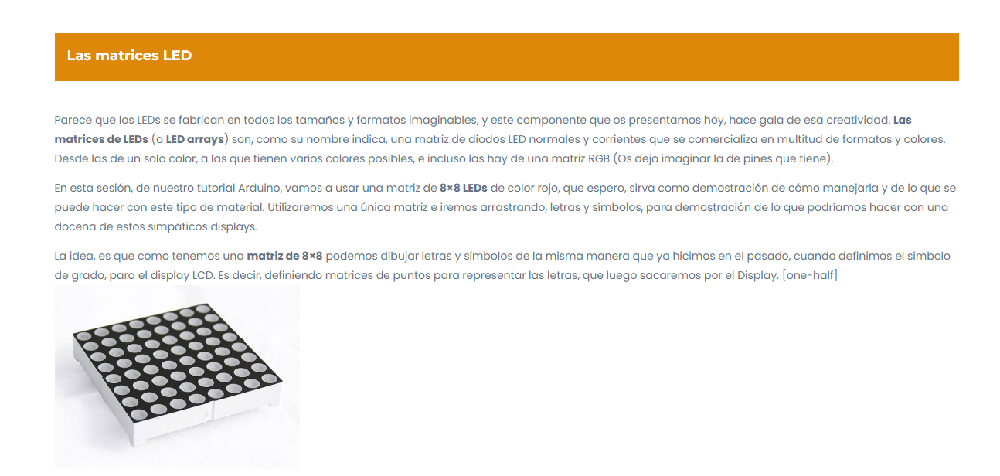 Las matrices LED
Parece que los LEDs se fabrican en todos los tamaños y formatos imaginables, y este componente que os presentamos hoy, hace gala de esa creatividad. Las
matrices de LEDs (o LED arrays) son, como su nombre indica, una matriz de diodos LED normales y corrientes que se comercializa en multitud de formatos y colores.
Desde las de un solo color, a las que tienen varios colores posibles, e incluso las hay de una matriz RGB (Os dejo imaginar la de pines que tiene).
En esta sesión, de nuestro tutorial Arduino, vamos a usar una matriz de 8×8 LEDs de color rojo, que espero, sirva como demostración de cómo manejarla y de lo que se
puede hacer con este tipo de material. Utilizaremos una única matriz e iremos arrastrando, letras y símbolos, para demostración de lo que podríamos hacer con una
docena de estos simpáticos displays.
La idea, es que como tenemos una matriz de 8×8 podemos dibujar letras y símbolos de la misma manera que ya hicimos en el pasado, cuando definimos el símbolo
de grado, para el display LCD. Es decir, definiendo matrices de puntos para representar las letras, que luego sacaremos por el Display. [one-half]